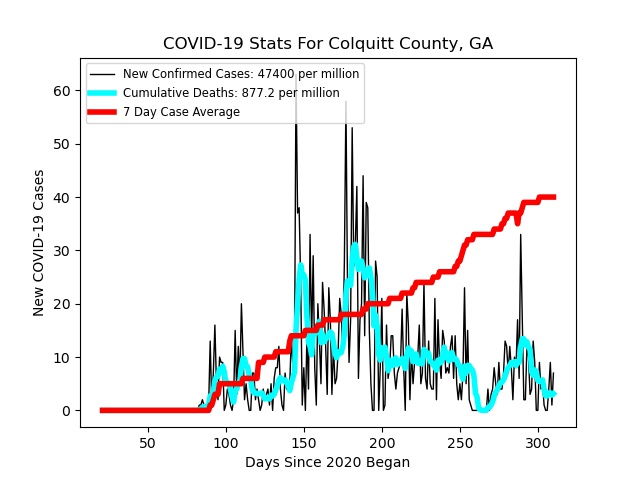 COVID-19 Stats For Colquitt County, GA
New Confirmed Cases: 47400 per million
Cumulative Deaths: 877.2 per million
7 Day Case Average
New COVID-19 Cases
60
50
40
30
20
10
0
50 100 150 200 250 300
Days Since 2020 Began